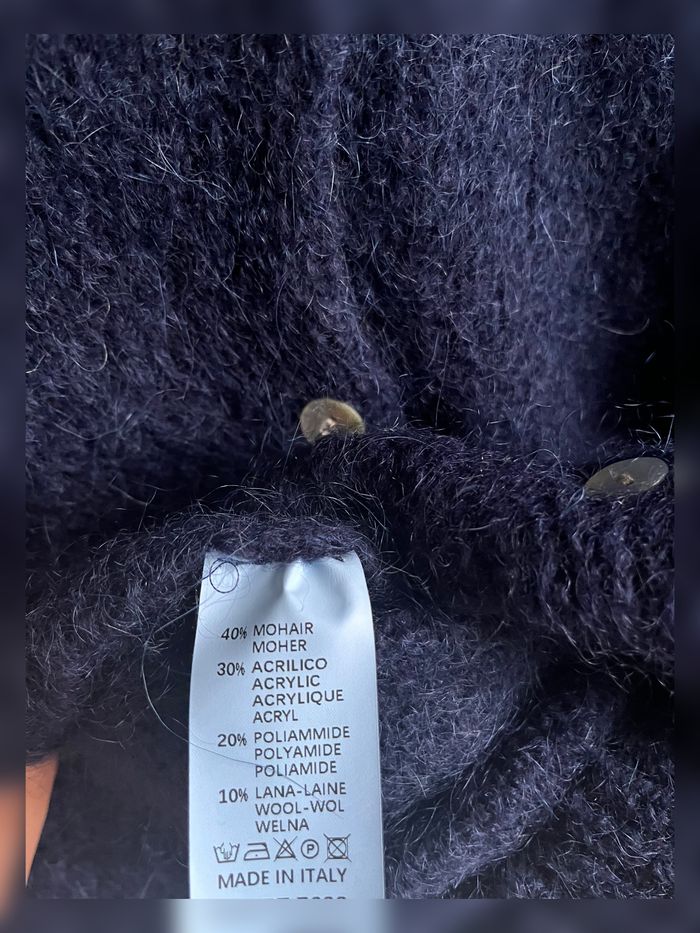 40% MOHAIR
MOHER
30% ACRILICO
ACRYLIC
ACRYLIQUE
ACRYL
20% POLIAMMIDE
POLYAMIDE
POLIAMIDE
10% LANA-LAINE
WOOL-WOL
WELNA
MADE IN ITALY